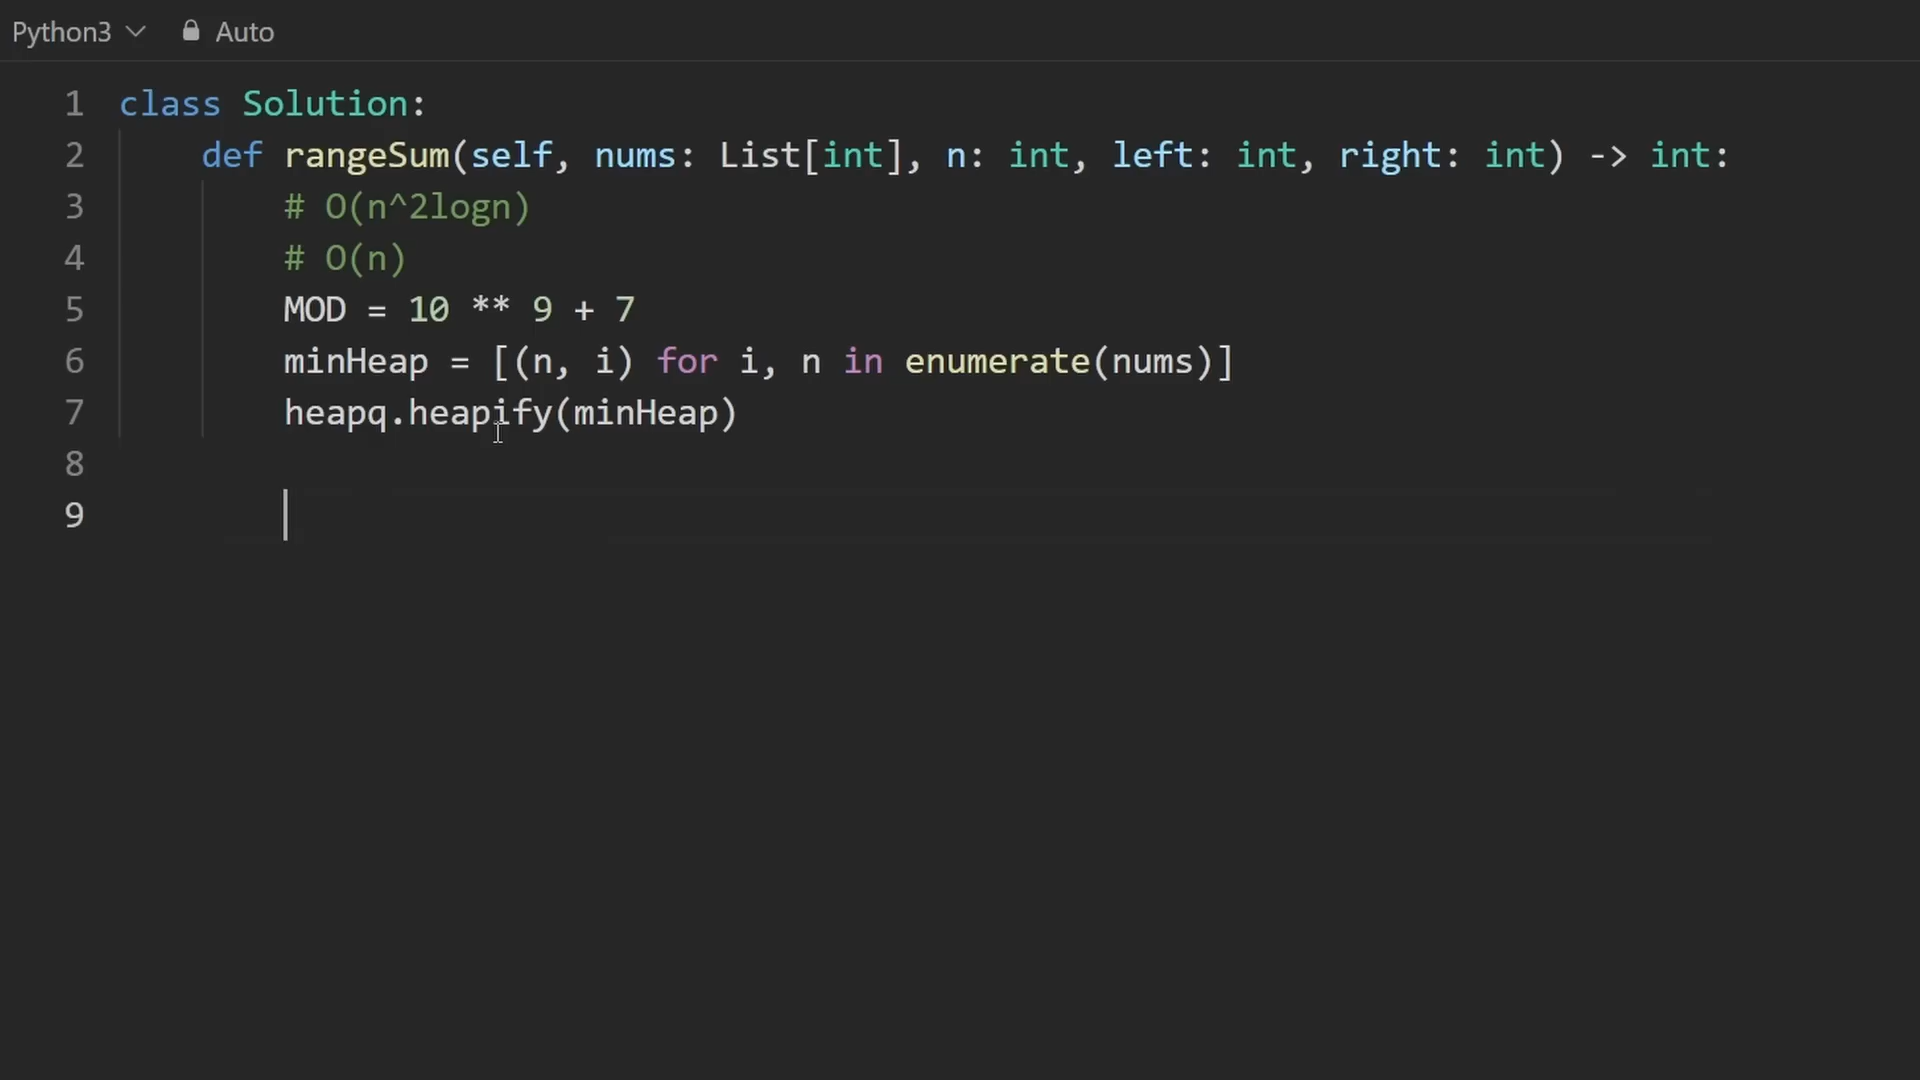 Python3 Auto
1 class Solution:
2 def rangeSum(self, nums: List[int], n: int, left: int, right: int) -> int:
3 # O(n^2logn)
4 # O(n)
5 MOD = 10 ** 9 + 7
6 minHeap = [(n, i) for i, n in enumerate(nums)]
7 heapq.heapify(minHeap)
8
9